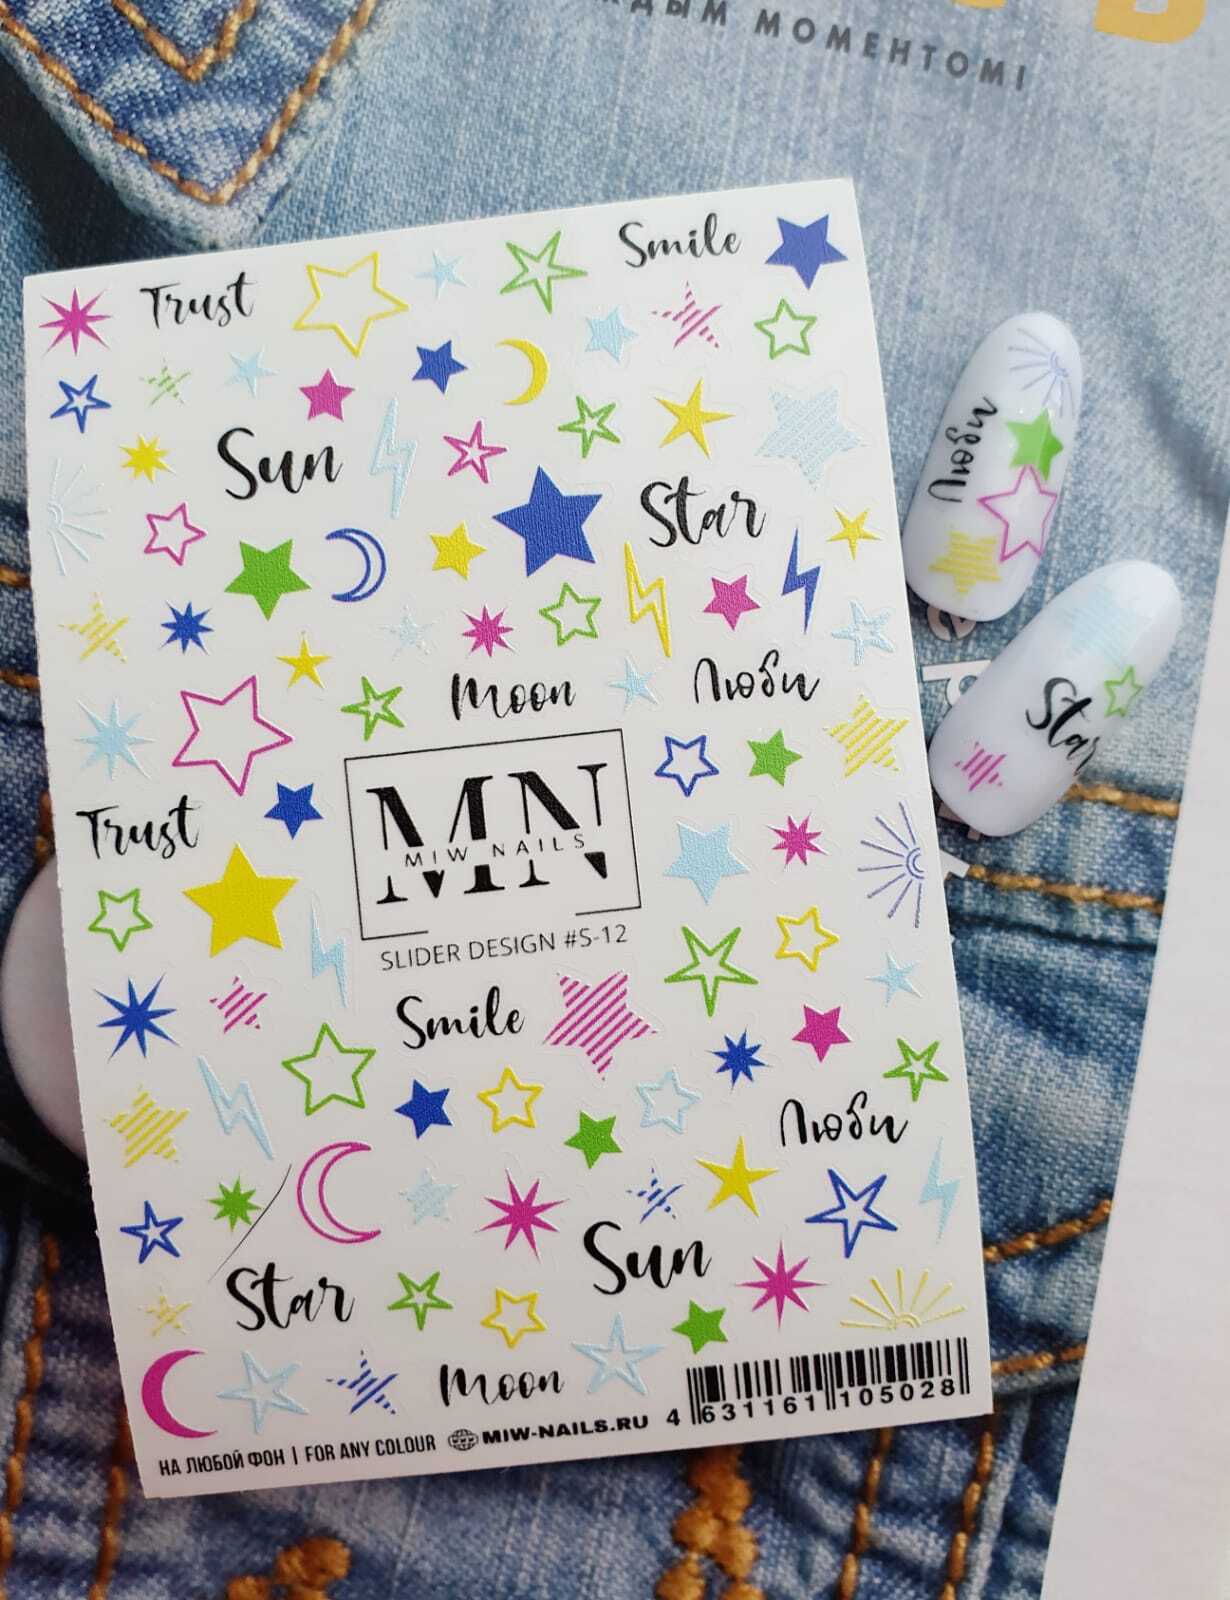 МОМЕНТОМ!
Smile
Trust
Sun
Star
Moon
Люби
MN
MIW NAILS
Trust
SLIDER DESIGN #S-12
Smile
Люби
Sun
Star
Moon
4 631161 105028
НА ЛЮБОЙ ФОН | FOR ANY COLOUR MIW-NAILS.RU
Люби
Star